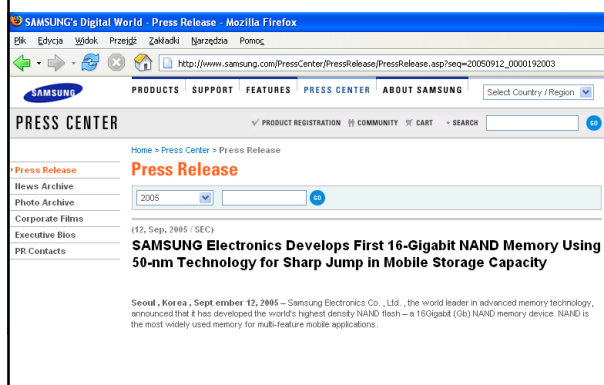 SAMSUNG's Digital World - Press Release - Mozilla Firefox
Plik Edycja Widok Przejdź Zakładki Narzędzia Pomoc
http://www.samsung.com/PressCenter/PressRelease/PressRelease.asp?seq=20050912_0000192003
SAMSUNG PRODUCTS SUPPORT FEATURES PRESS CENTER ABOUT SAMSUNG Select Country / Region
PRESS CENTER PRODUCT REGISTRATION COMMUNITY CART SEARCH GO
Home > Press Center > Press Release
Press Release
Press Release
News Archive
Photo Archive
Corporate Films
Executive Bios
PR Contacts
2005 GO
(12, Sep, 2005 / SEC)
SAMSUNG Electronics Develops First 16-Gigabit NAND Memory Using
50-nm Technology for Sharp Jump in Mobile Storage Capacity
Seoul , Korea , Sept ember 12, 2005 – Samsung Electronics Co. , Ltd. , the world leader in advanced memory technology,
announced that it has developed the world's highest density NAND flash – a 16Gigabit (Gb) NAND memory device. NAND is
the most widely used memory for multi-feature mobile applications.